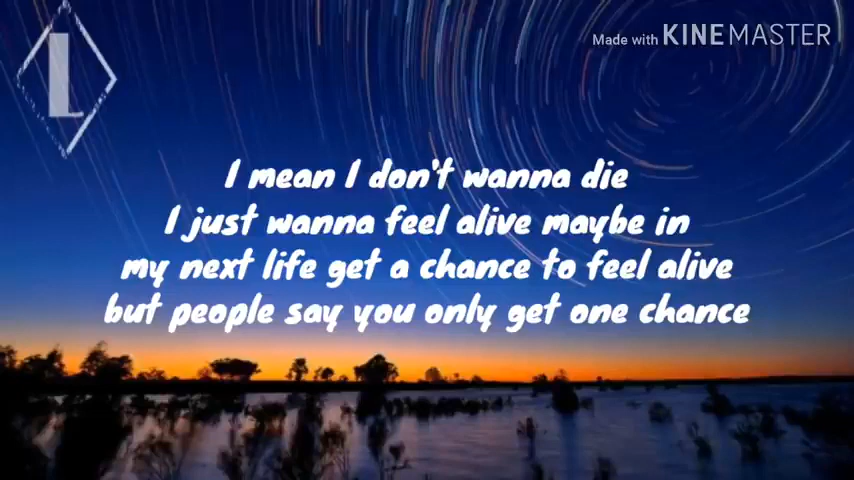 L
Made with KINEMASTER
I mean I don't wanna die
I just wanna feel alive maybe in
my next life get a chance to feel alive
but people say you only get one chance